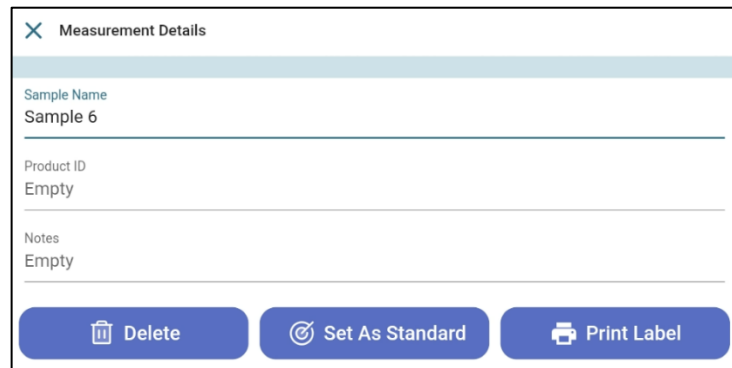 Measurement Details
Sample Name
Sample 6
Product ID
Empty
Notes
Empty
Delete
Set As Standard
Print Label